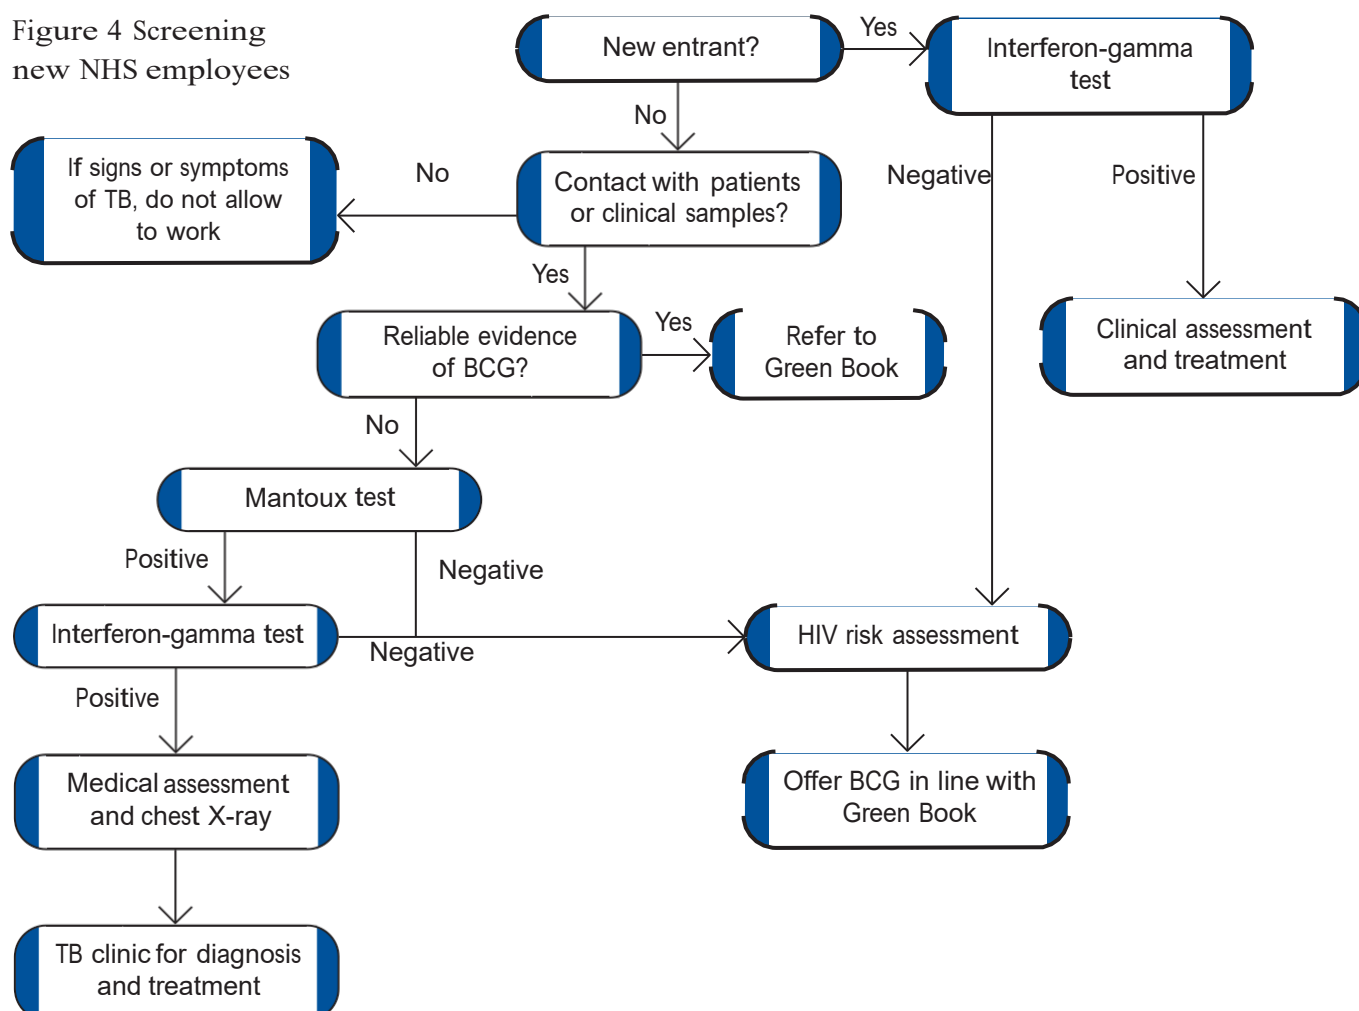 Figure 4 Screening
new NHS employees
New entrant?
Yes
Interferon-gamma
test
No
If signs or symptoms
of TB, do not allow
to work
No
Contact with patients
or clinical samples?
Negative
Positive
Yes
Reliable evidence
of BCG?
Yes
Refer to
Green Book
Clinical assessment
and treatment
No
Mantoux test
Positive
Negative
Interferon-gamma test
Negative
HIV risk assessment
Positive
Medical assessment
and chest X-ray
Offer BCG in line with
Green Book
TB clinic for diagnosis
and treatment